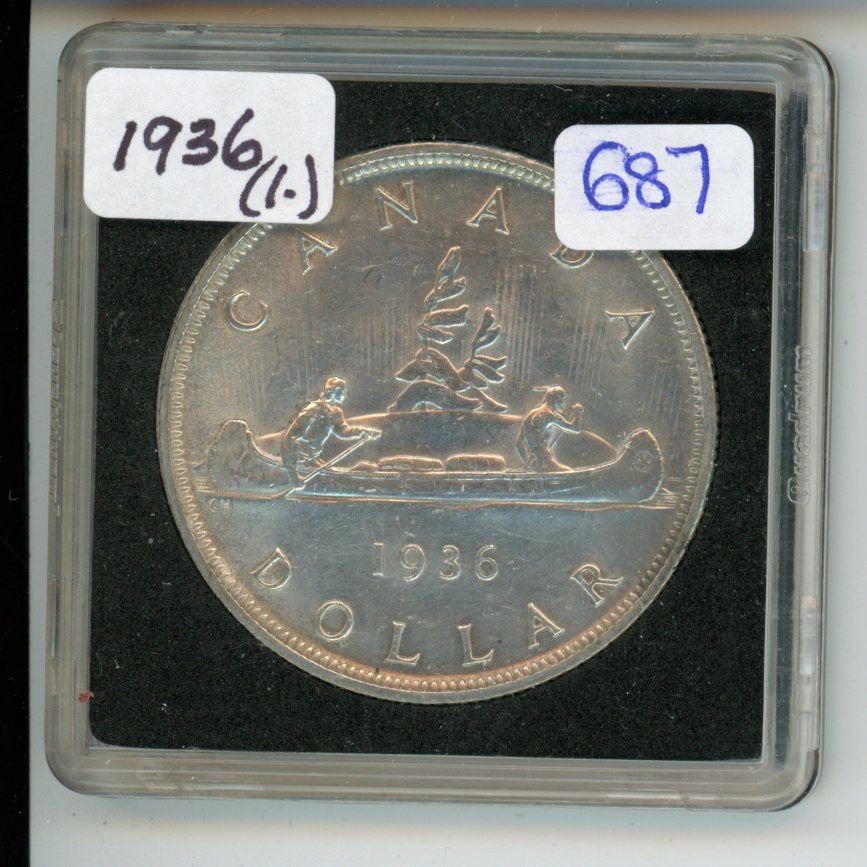 1936
(1.)
687
CANADA
1936
DOLLAR
Quadrum